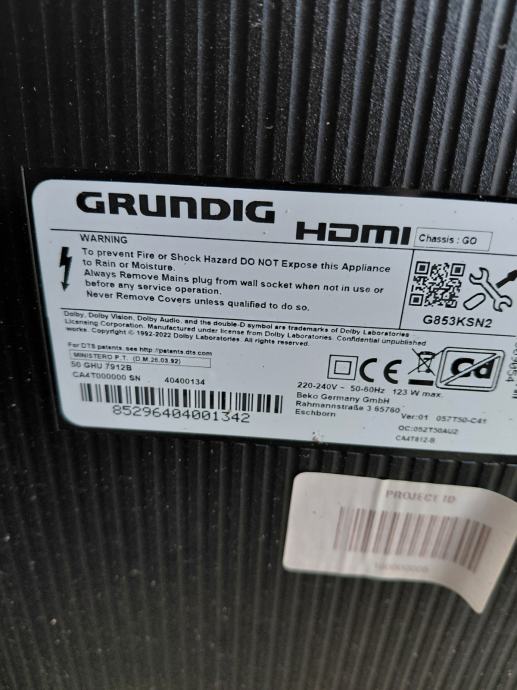 GRUNDIG HDMI
Chassis : GO
WARNING
To prevent Fire or Shock Hazard DO NOT Expose this Appliance
to Rain or Moisture.
Always Remove Mains plug from wall socket when not in use or
before any service operation.
Never Remove Covers unless qualified to do so.
G853KSN2
Dolby, Dolby Vision, Dolby Audio, and the double-D symbol are trademarks of Dolby Laboratories
Licensing Corporation. Manufactured under license from Dolby Laboratories. Confidential unpublished
works. Copyright © 1992-2022 Dolby Laboratories. All rights reserved.
For DTS patents, see http://patents.dts.com
MINISTERO P.T. (D.M.26.03.92)
50 GHU 7912B
CA4T000000 SN 40400134
85296404001342
CE
Cd
220-240V ~ 50-60Hz 123 W max.
Beko Germany GmbH
Rahmannstraße 3 65760
Eschborn
Ver:01 057T50-C41
OC:052T50AU2
CA4T812-B
PROJECT ID